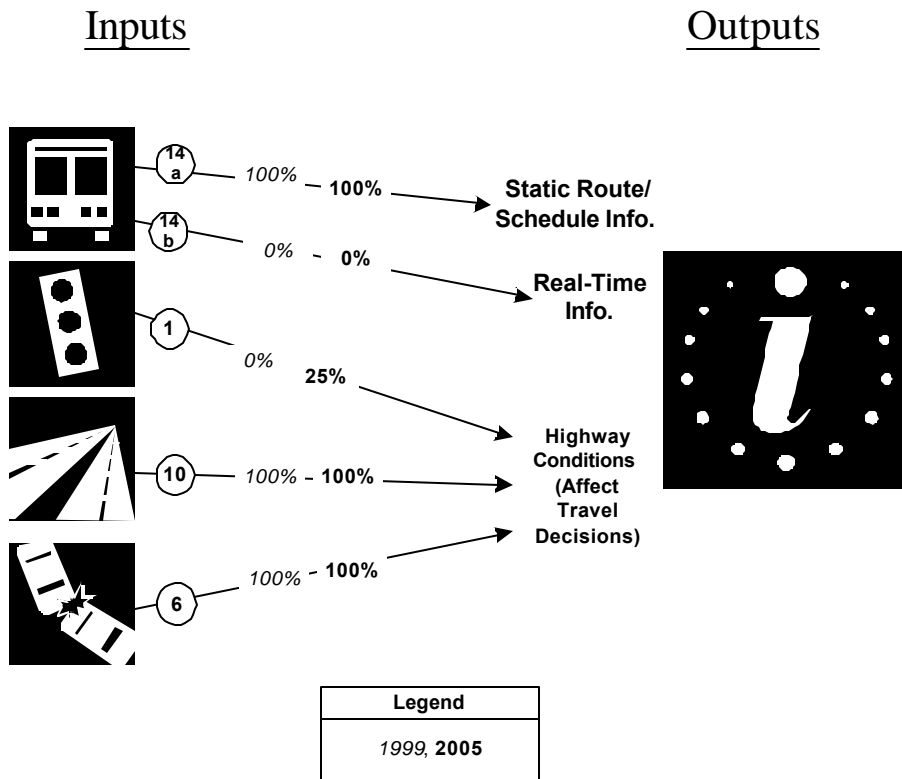 Inputs
Outputs
14
a
100%
100%
Static Route/
Schedule Info.
14
b
0%
0%
Real-Time
Info.
1
0%
25%
Highway
Conditions
(Affect
Travel
Decisions)
10
100%
100%
6
100%
100%
i
Legend
1999, 2005